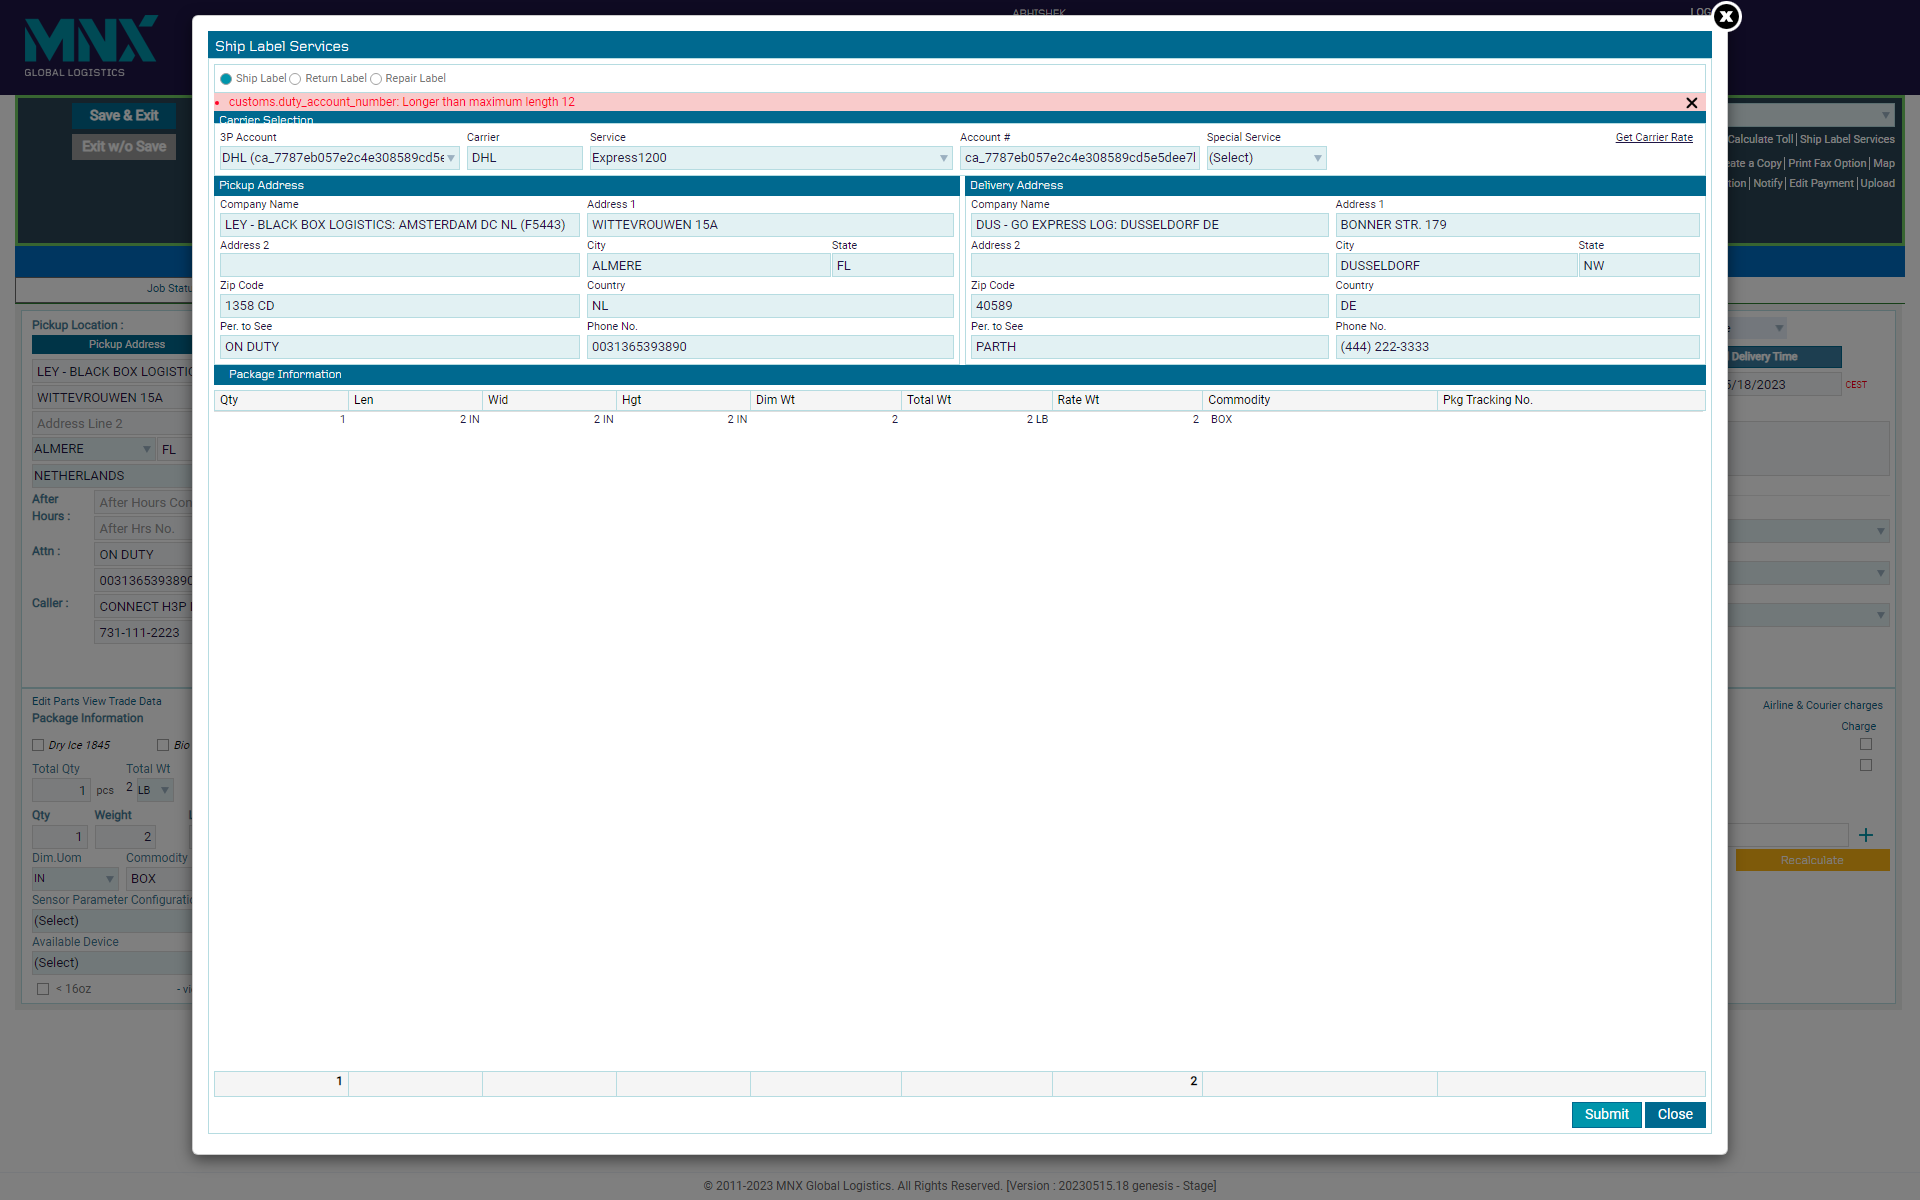 MNX
GLOBAL LOGISTICS
ABHISHEK
LOG
Save & Exit
Exit w/o Save
Calculate Toll | Ship Label Services
ate a Copy | Print Fax Option | Map
tion | Notify | Edit Payment | Upload
Ship Label Services
Ship Label Return Label Repair Label
customs.duty_account_number: Longer than maximum length 12
Carrier Selection
3P Account Carrier Service Account # Special Service Get Carrier Rate
DHL (ca_7787eb057e2c4e308589cd5e DHL Express1200 ca_7787eb057e2c4e308589cd5e5dee7l (Select)
Pickup Address Delivery Address
Company Name Address 1 Company Name Address 1
LEY - BLACK BOX LOGISTICS: AMSTERDAM DC NL (F5443) WITTEVROUWEN 15A DUS - GO EXPRESS LOG: DUSSELDORF DE BONNER STR. 179
Address 2 City State Address 2 City State
ALMERE FL DUSSELDORF NW
Zip Code Country Zip Code Country
1358 CD NL 40589 DE
Per. to See Phone No. Per. to See Phone No.
ON DUTY 0031365393890 PARTH (444) 222-3333
Package Information
Qty Len Wid Hgt Dim Wt Total Wt Rate Wt Commodity Pkg Tracking No.
1 2 IN 2 IN 2 IN 2 2 LB 2 BOX
1 2
Submit Close
Job Statu
Pickup Location :
Pickup Address
LEY - BLACK BOX LOGISTIC
WITTEVROUWEN 15A
Address Line 2
ALMERE FL
NETHERLANDS
After Hours : After Hours Con
After Hrs No.
Attn : ON DUTY
0031365393890
Caller : CONNECT H3P
731-111-2223
Edit Parts View Trade Data
Package Information
Dry Ice 1845 Bio
Total Qty Total Wt
1 pcs 2 LB
Qty Weight
1 2
Dim.Uom Commodity
IN BOX
Sensor Parameter Configuratio
(Select)
Available Device
(Select)
< 16oz - vi
Delivery Time
5/18/2023 CEST
Airline & Courier charges
Charge
Recalculate
© 2011-2023 MNX Global Logistics. All Rights Reserved. [Version : 20230515.18 genesis - Stage]